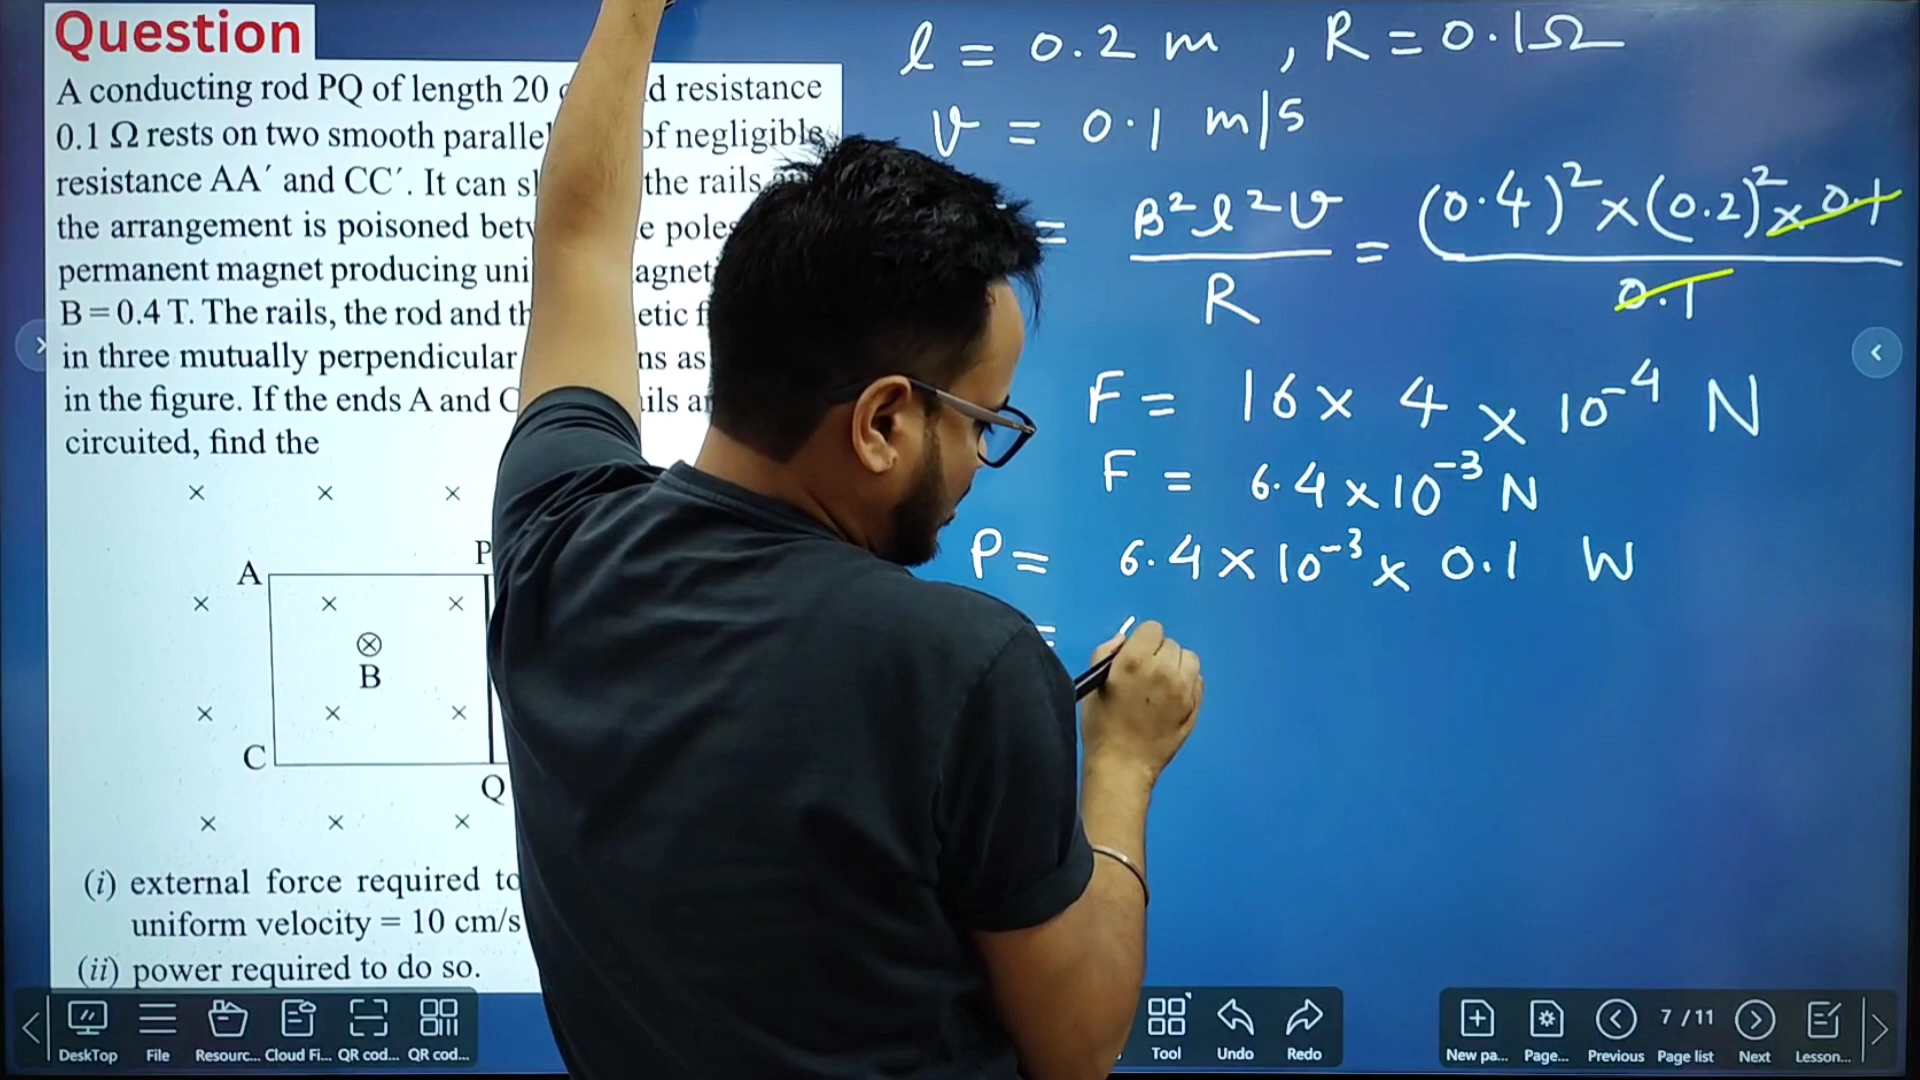 Question
A conducting rod PQ of length 20 d resistance
0.1 Ω rests on two smooth paralle of negligible
resistance AA′ and CC′. It can sl the rails
the arrangement is poisoned bet e poles
permanent magnet producing uni agnet
B = 0.4 T. The rails, the rod and th etic f
in three mutually perpendicular ns as
in the figure. If the ends A and C ils a
circuited, find the
× × ×
P
A
× × ×
⊗
B
× × ×
C
Q
× × ×
(i) external force required to
uniform velocity = 10 cm/s
(ii) power required to do so.
l = 0.2 m , R = 0.1Ω
v = 0.1 m/s
= B²l²v / R = (0.4)² × (0.2)² × 0.1 / 0.1
F = 16 × 4 × 10⁻⁴ N
F = 6.4 × 10⁻³ N
P = 6.4 × 10⁻³ × 0.1 W
=
DeskTop File Resourc... Cloud Fi... QR cod... QR cod...
Tool Undo Redo
7 / 11
New pa... Page... Previous Page list Next Lesson...